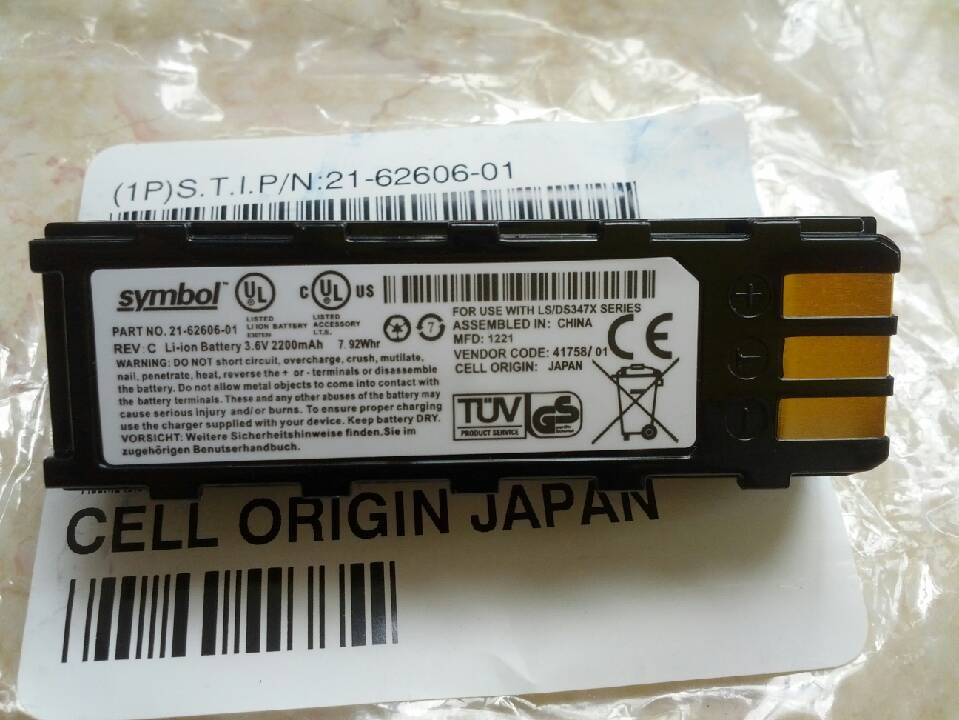 (1P)S.T.I.P/N:21-62606-01
symbol™
UL
LISTED
LI ION BATTERY
C UL US
LISTED
ACCESSORY
I.T.E.
PART NO. 21-62606-01
REV: C Li-ion Battery 3.6V 2200mAh 7.92Whr
7
WARNING: DO NOT short circuit, overcharge, crush, mutilate,
nail, penetrate, heat, reverse the + or - terminals or disassemble
the battery. Do not allow metal objects to come into contact with
the battery terminals. These and any other abuses of the battery may
cause serious injury and/or burns. To ensure proper charging
use the charger supplied with your device. Keep battery DRY.
VORSICHT: Weitere Sicherheitshinweise finden.Sie im
zugehörigen Benutserhandbuch.
FOR USE WITH LS/DS347X SERIES
ASSEMBLED IN: CHINA
MFD: 1221
VENDOR CODE: 41758/ 01
CELL ORIGIN: JAPAN
CE
TÜV
PRODUCT SERVICE
GS
+
T
-
CELL ORIGIN JAPAN